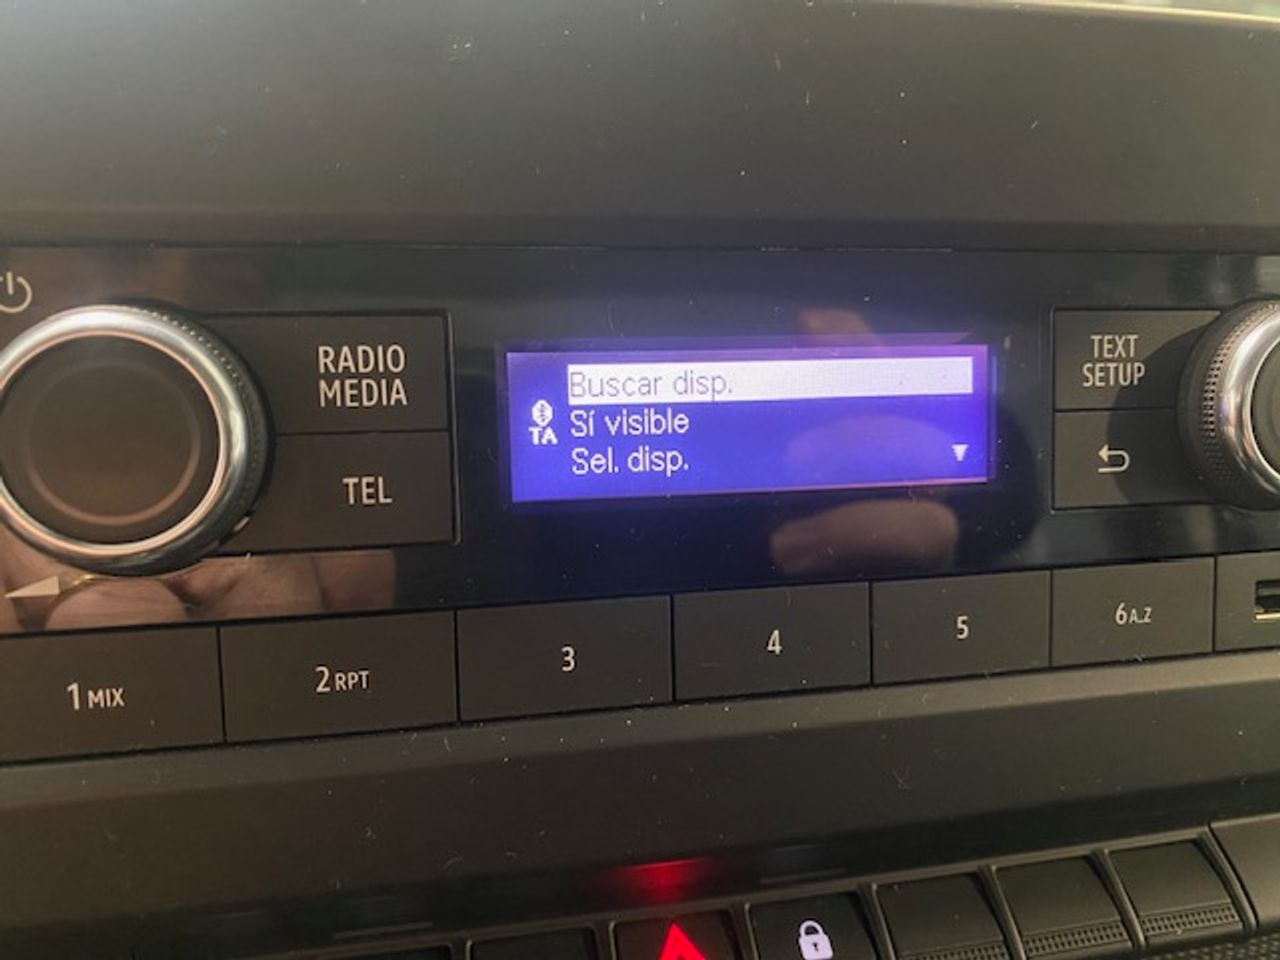 RADIO
MEDIA
TEL
Buscar disp.
Sí visible
Sel. disp.
TA
TEXT
SETUP
1 MIX
2 RPT
3
4
5
6 A..Z